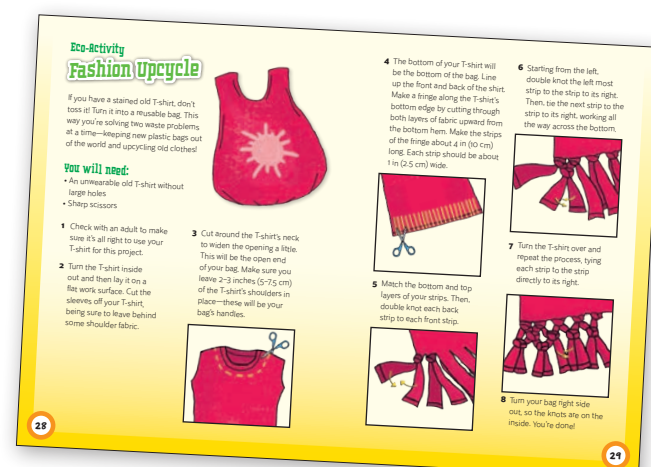 Eco-Activity
Fashion Upcycle
If you have a stained old T-shirt, don't
toss it! Turn it into a reusable bag. This
way you're solving two waste problems
at a time—keeping new plastic bags out
of the world and upcycling old clothes!
You will need:
• An unwearable old T-shirt without
large holes
• Sharp scissors
1 Check with an adult to make
sure it's all right to use your
T-shirt for this project.
2 Turn the T-shirt inside
out and then lay it on a
flat work surface. Cut the
sleeves off your T-shirt,
being sure to leave behind
some shoulder fabric.
3 Cut around the T-shirt's neck
to widen the opening a little.
This will be the open end
of your bag. Make sure you
leave 2–3 inches (5–7.5 cm)
of the T-shirt's shoulders in
place—these will be your
bag's handles.
28
4 The bottom of your T-shirt will
be the bottom of the bag. Line
up the front and back of the shirt.
Make a fringe along the T-shirt's
bottom edge by cutting through
both layers of fabric upward from
the bottom hem. Make the strips
of the fringe about 4 in (10 cm)
long. Each strip should be about
1 in (2.5 cm) wide.
5 Match the bottom and top
layers of your strips. Then,
double knot each back
strip to each front strip.
6 Starting from the left,
double knot the left most
strip to the strip to its right.
Then, tie the next strip to the
strip to its right, working all
the way across the bottom.
7 Turn the T-shirt over and
repeat the process, tying
each strip to the strip
directly to its right.
8 Turn your bag right side
out, so the knots are on the
inside. You're done!
29